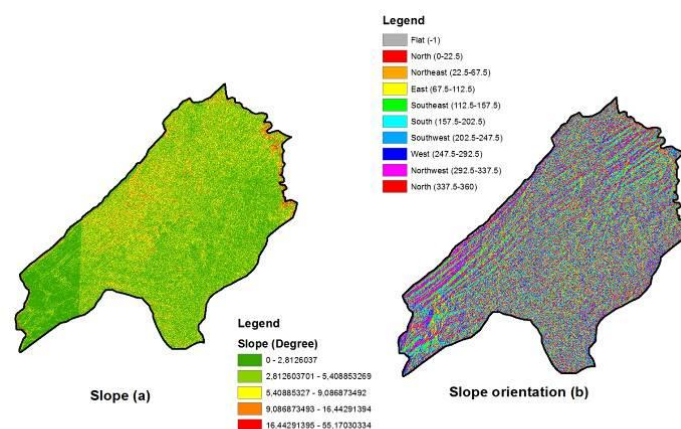 Legend
Flat (-1)
North (0-22.5)
Northeast (22.5-67.5)
East (67.5-112.5)
Southeast (112.5-157.5)
South (157.5-202.5)
Southwest (202.5-247.5)
West (247.5-292.5)
Northwest (292.5-337.5)
North (337.5-360)
Legend
Slope (Degree)
0 - 2.8126037
2.812603701 - 5.408853269
5.40885327 - 9.086873492
9.086873493 - 16.44291394
16.44291395 - 55.17030334
Slope (a)
Slope orientation (b)